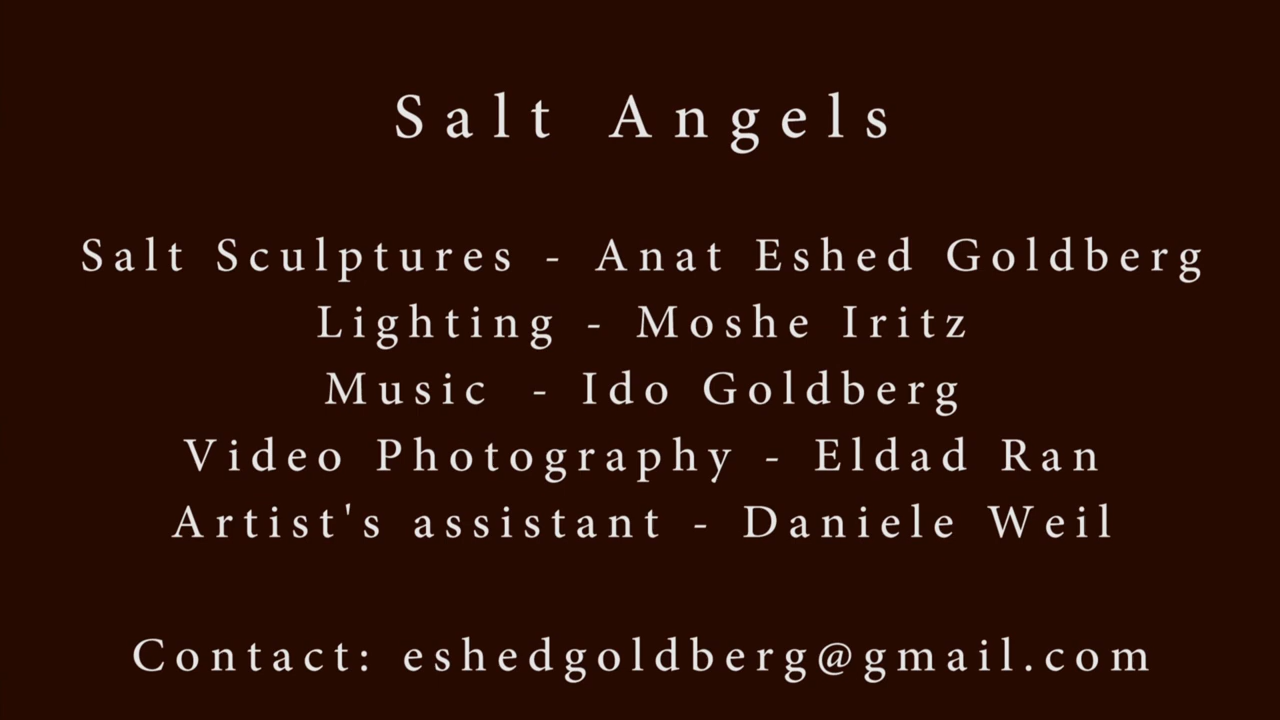 Salt Angels
Salt Sculptures - Anat Eshed Goldberg
Lighting - Moshe Iritz
Music - Ido Goldberg
Video Photography - Eldad Ran
Artist's assistant - Daniele Weil
Contact: eshedgoldberg@gmail.com